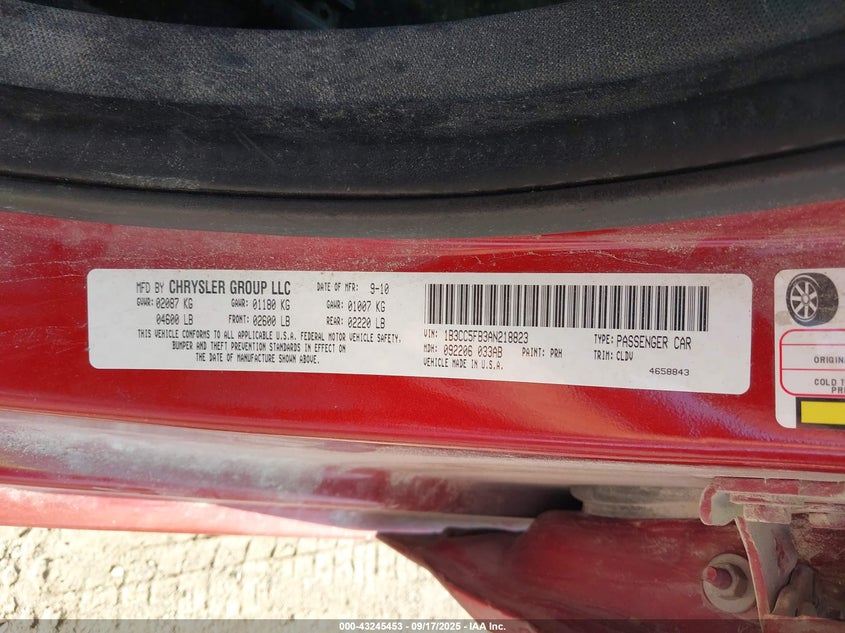 MFD BY CHRYSLER GROUP LLC DATE OF MFR: 9-10
GVWR: 02087 KG GAWR: 01180 KG GAWR: 01007 KG
04600 LB FRONT: 02600 LB REAR: 02220 LB
THIS VEHICLE CONFORMS TO ALL APPLICABLE U.S.A. FEDERAL MOTOR VEHICLE SAFETY,
BUMPER AND THEFT PREVENTION STANDARDS IN EFFECT ON
THE DATE OF MANUFACTURE SHOWN ABOVE.
VIN: 1B3CC5FB3AN218823 TYPE: PASSENGER CAR
MDH: 092206 033AB PAINT: PRH TRIM: CLDV
VEHICLE MADE IN U.S.A.
4658843
ORIGIN
COLD T
PR
000-43245453 - 09/17/2025 - IAA Inc.